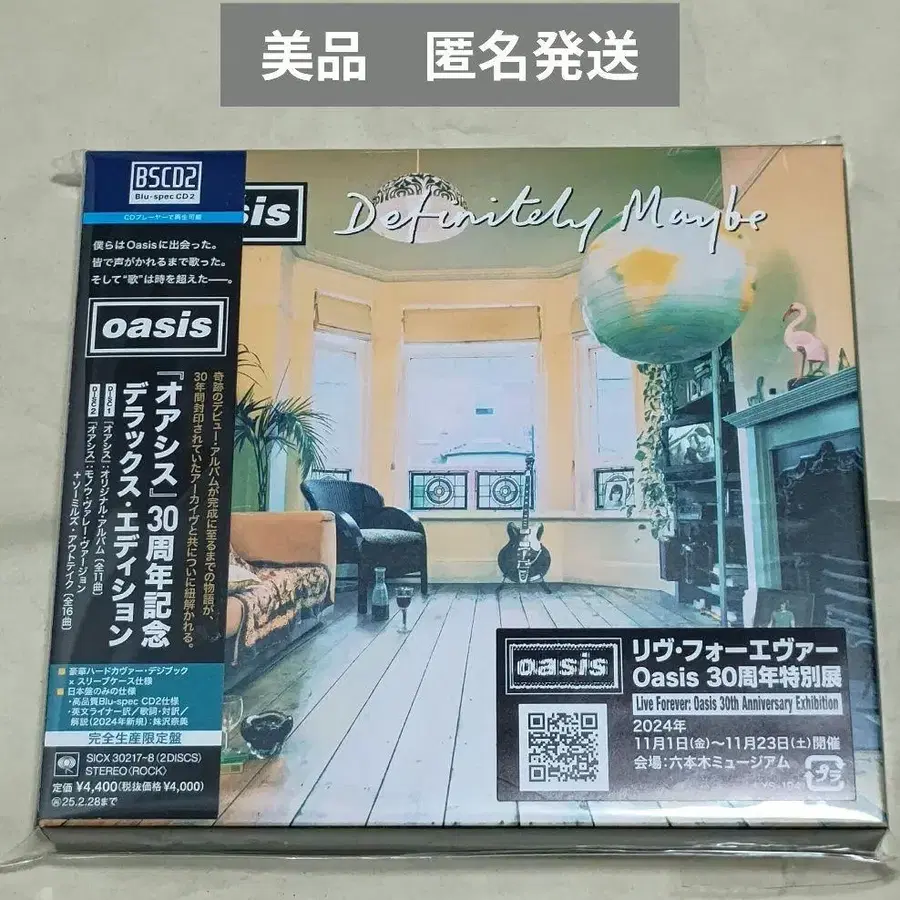 美品　匿名発送
BSCD2
Blu-spec CD2
CDプレーヤーで再生可能
僕らはOasisに出会った。
皆で声がかれるまで歌った。
そして“歌”は時を超えた――。
oasis
奇跡のデビュー・アルバムが完成に至るまでの物語が、
30年間封印されていたアーカイヴと共についに紐解かれる。
『オアシス』30周年記念
デラックス・エディション
DISC1 『オアシス』：オリジナル・アルバム（全11曲）
DISC2 『オアシス』：モノウ・ヴァレー・ヴァージョン
+ソーミルズ・アウトテイク（全16曲）
豪華ハードカヴァー・デジブック
×スリーブケース仕様
日本盤のみの仕様
・高品質Blu-spec CD2仕様
・英文ライナー訳／歌詞・対訳／
解説（2024年新規）：妹沢奈美
完全生産限定盤
SICX 30217-8（2DISCS）
STEREO〈ROCK〉
定価 ¥4,400（税抜価格 ¥4,000）
25.2.28まで
sis
Definitely Maybe
oasis
リヴ・フォーエヴァー
Oasis 30周年特別展
Live Forever: Oasis 30th Anniversary Exhibition
2024年
11月1日(金)～11月23日(土)開催
会場：六本木ミュージアム
プラ